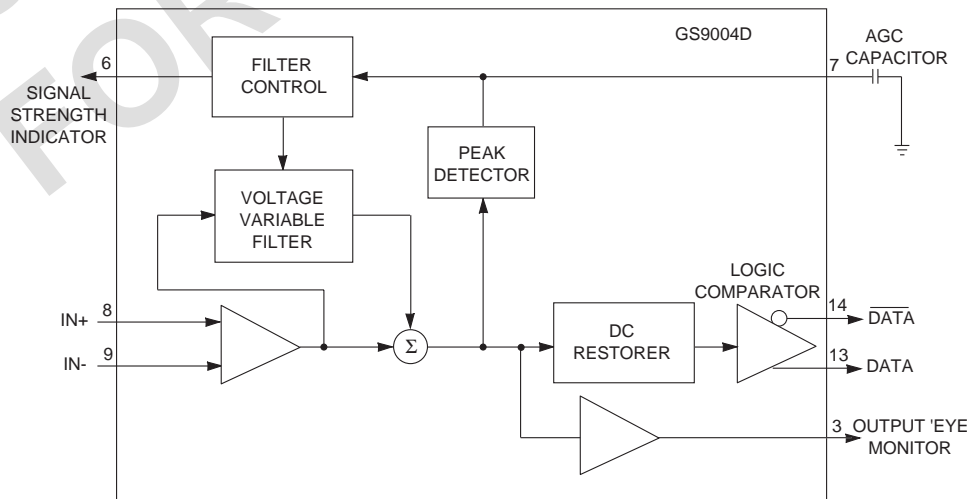 GS9004D
AGC
CAPACITOR
6
FILTER
CONTROL
7
SIGNAL
STRENGTH
INDICATOR
PEAK
DETECTOR
VOLTAGE
VARIABLE
FILTER
LOGIC
COMPARATOR
8
IN+
14
DATA
9
IN-
Σ
DC
RESTORER
13
DATA
3
OUTPUT 'EYE
MONITOR
FOR